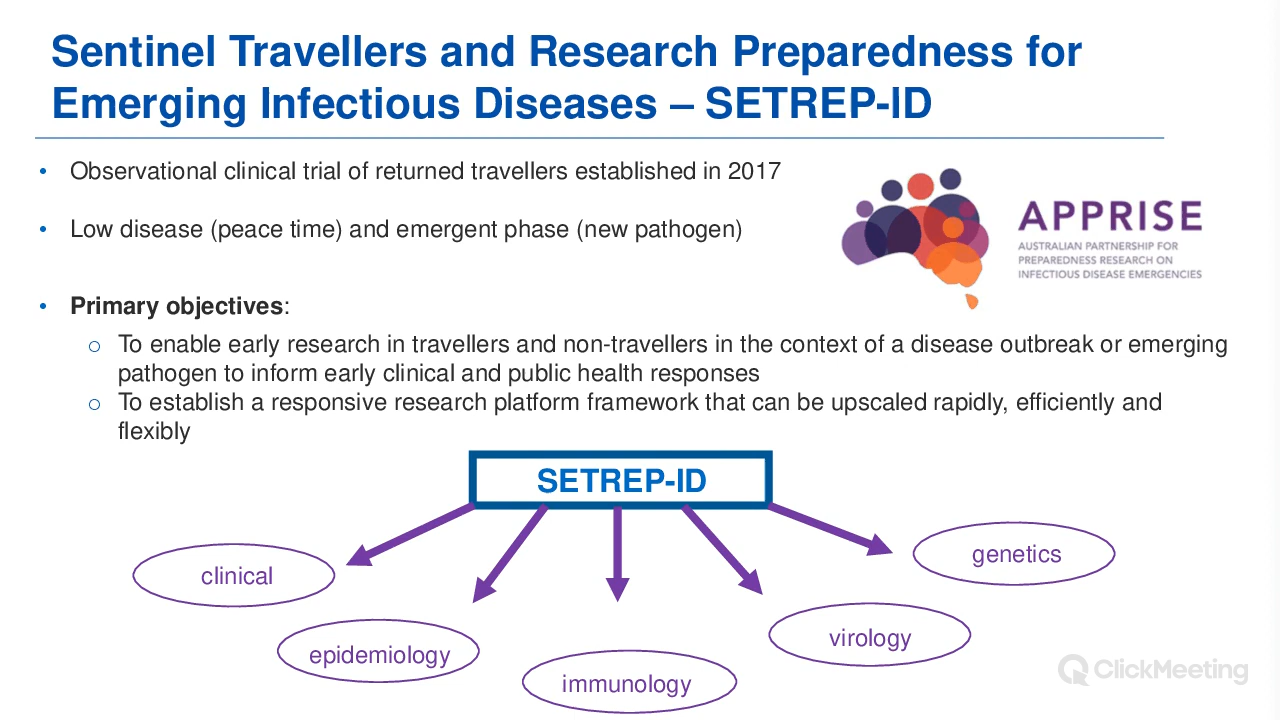 Sentinel Travellers and Research Preparedness for
Emerging Infectious Diseases – SETREP-ID
• Observational clinical trial of returned travellers established in 2017
• Low disease (peace time) and emergent phase (new pathogen)
APPRISE
AUSTRALIAN PARTNERSHIP FOR
PREPAREDNESS RESEARCH ON
INFECTIOUS DISEASE EMERGENCIES
• Primary objectives:
o To enable early research in travellers and non-travellers in the context of a disease outbreak or emerging
pathogen to inform early clinical and public health responses
o To establish a responsive research platform framework that can be upscaled rapidly, efficiently and
flexibly
SETREP-ID
clinical
epidemiology
immunology
virology
genetics
ClickMeeting